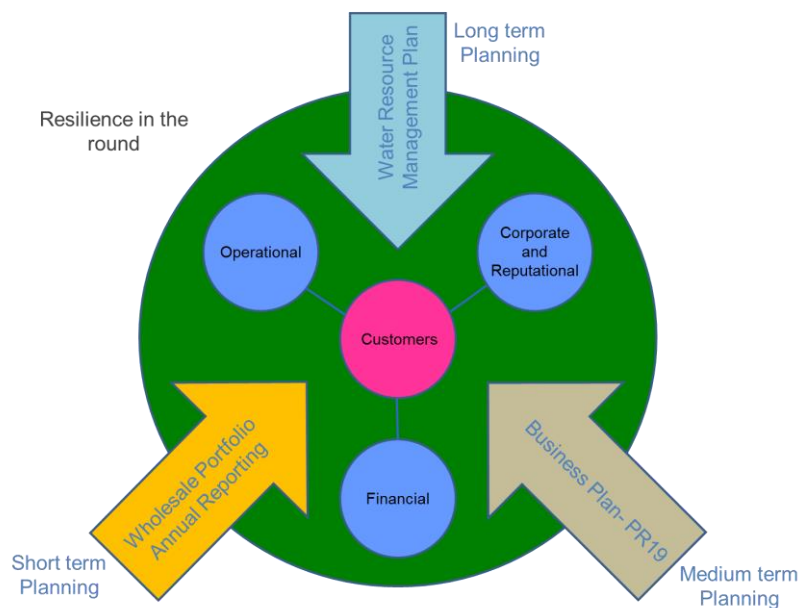 Long term
Planning
Water Resource
Management Plan
Resilience in the
round
Operational
Corporate
and
Reputational
Customers
Wholesale Portfolio
Annual Reporting
Business Plan- PR19
Financial
Short term
Planning
Medium term
Planning